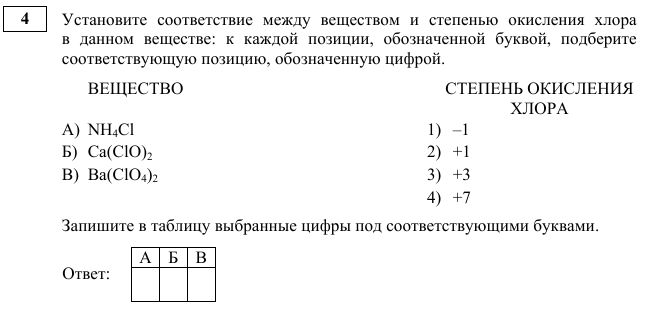 4 Установите соответствие между веществом и степенью окисления хлора
в данном веществе: к каждой позиции, обозначенной буквой, подберите
соответствующую позицию, обозначенную цифрой.
ВЕЩЕСТВО СТЕПЕНЬ ОКИСЛЕНИЯ
ХЛОРА
А) NH₄Cl 1) –1
Б) Ca(ClO)₂ 2) +1
В) Ba(ClO₄)₂ 3) +3
4) +7
Запишите в таблицу выбранные цифры под соответствующими буквами.
А Б В
Ответ: